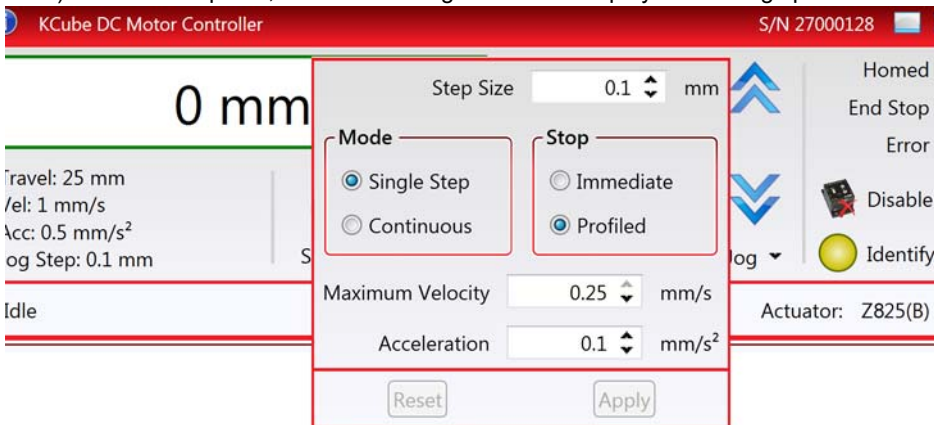 KCube DC Motor Controller
S/N 27000128
0 mm
Travel: 25 mm
Vel: 1 mm/s
Acc: 0.5 mm/s²
Jog Step: 0.1 mm
Idle
Step Size 0.1 mm
Mode
Single Step
Continuous
Stop
Immediate
Profiled
Maximum Velocity 0.25 mm/s
Acceleration 0.1 mm/s²
Reset
Apply
Homed
End Stop
Error
Disable
Jog
Identify
Actuator: Z825(B)